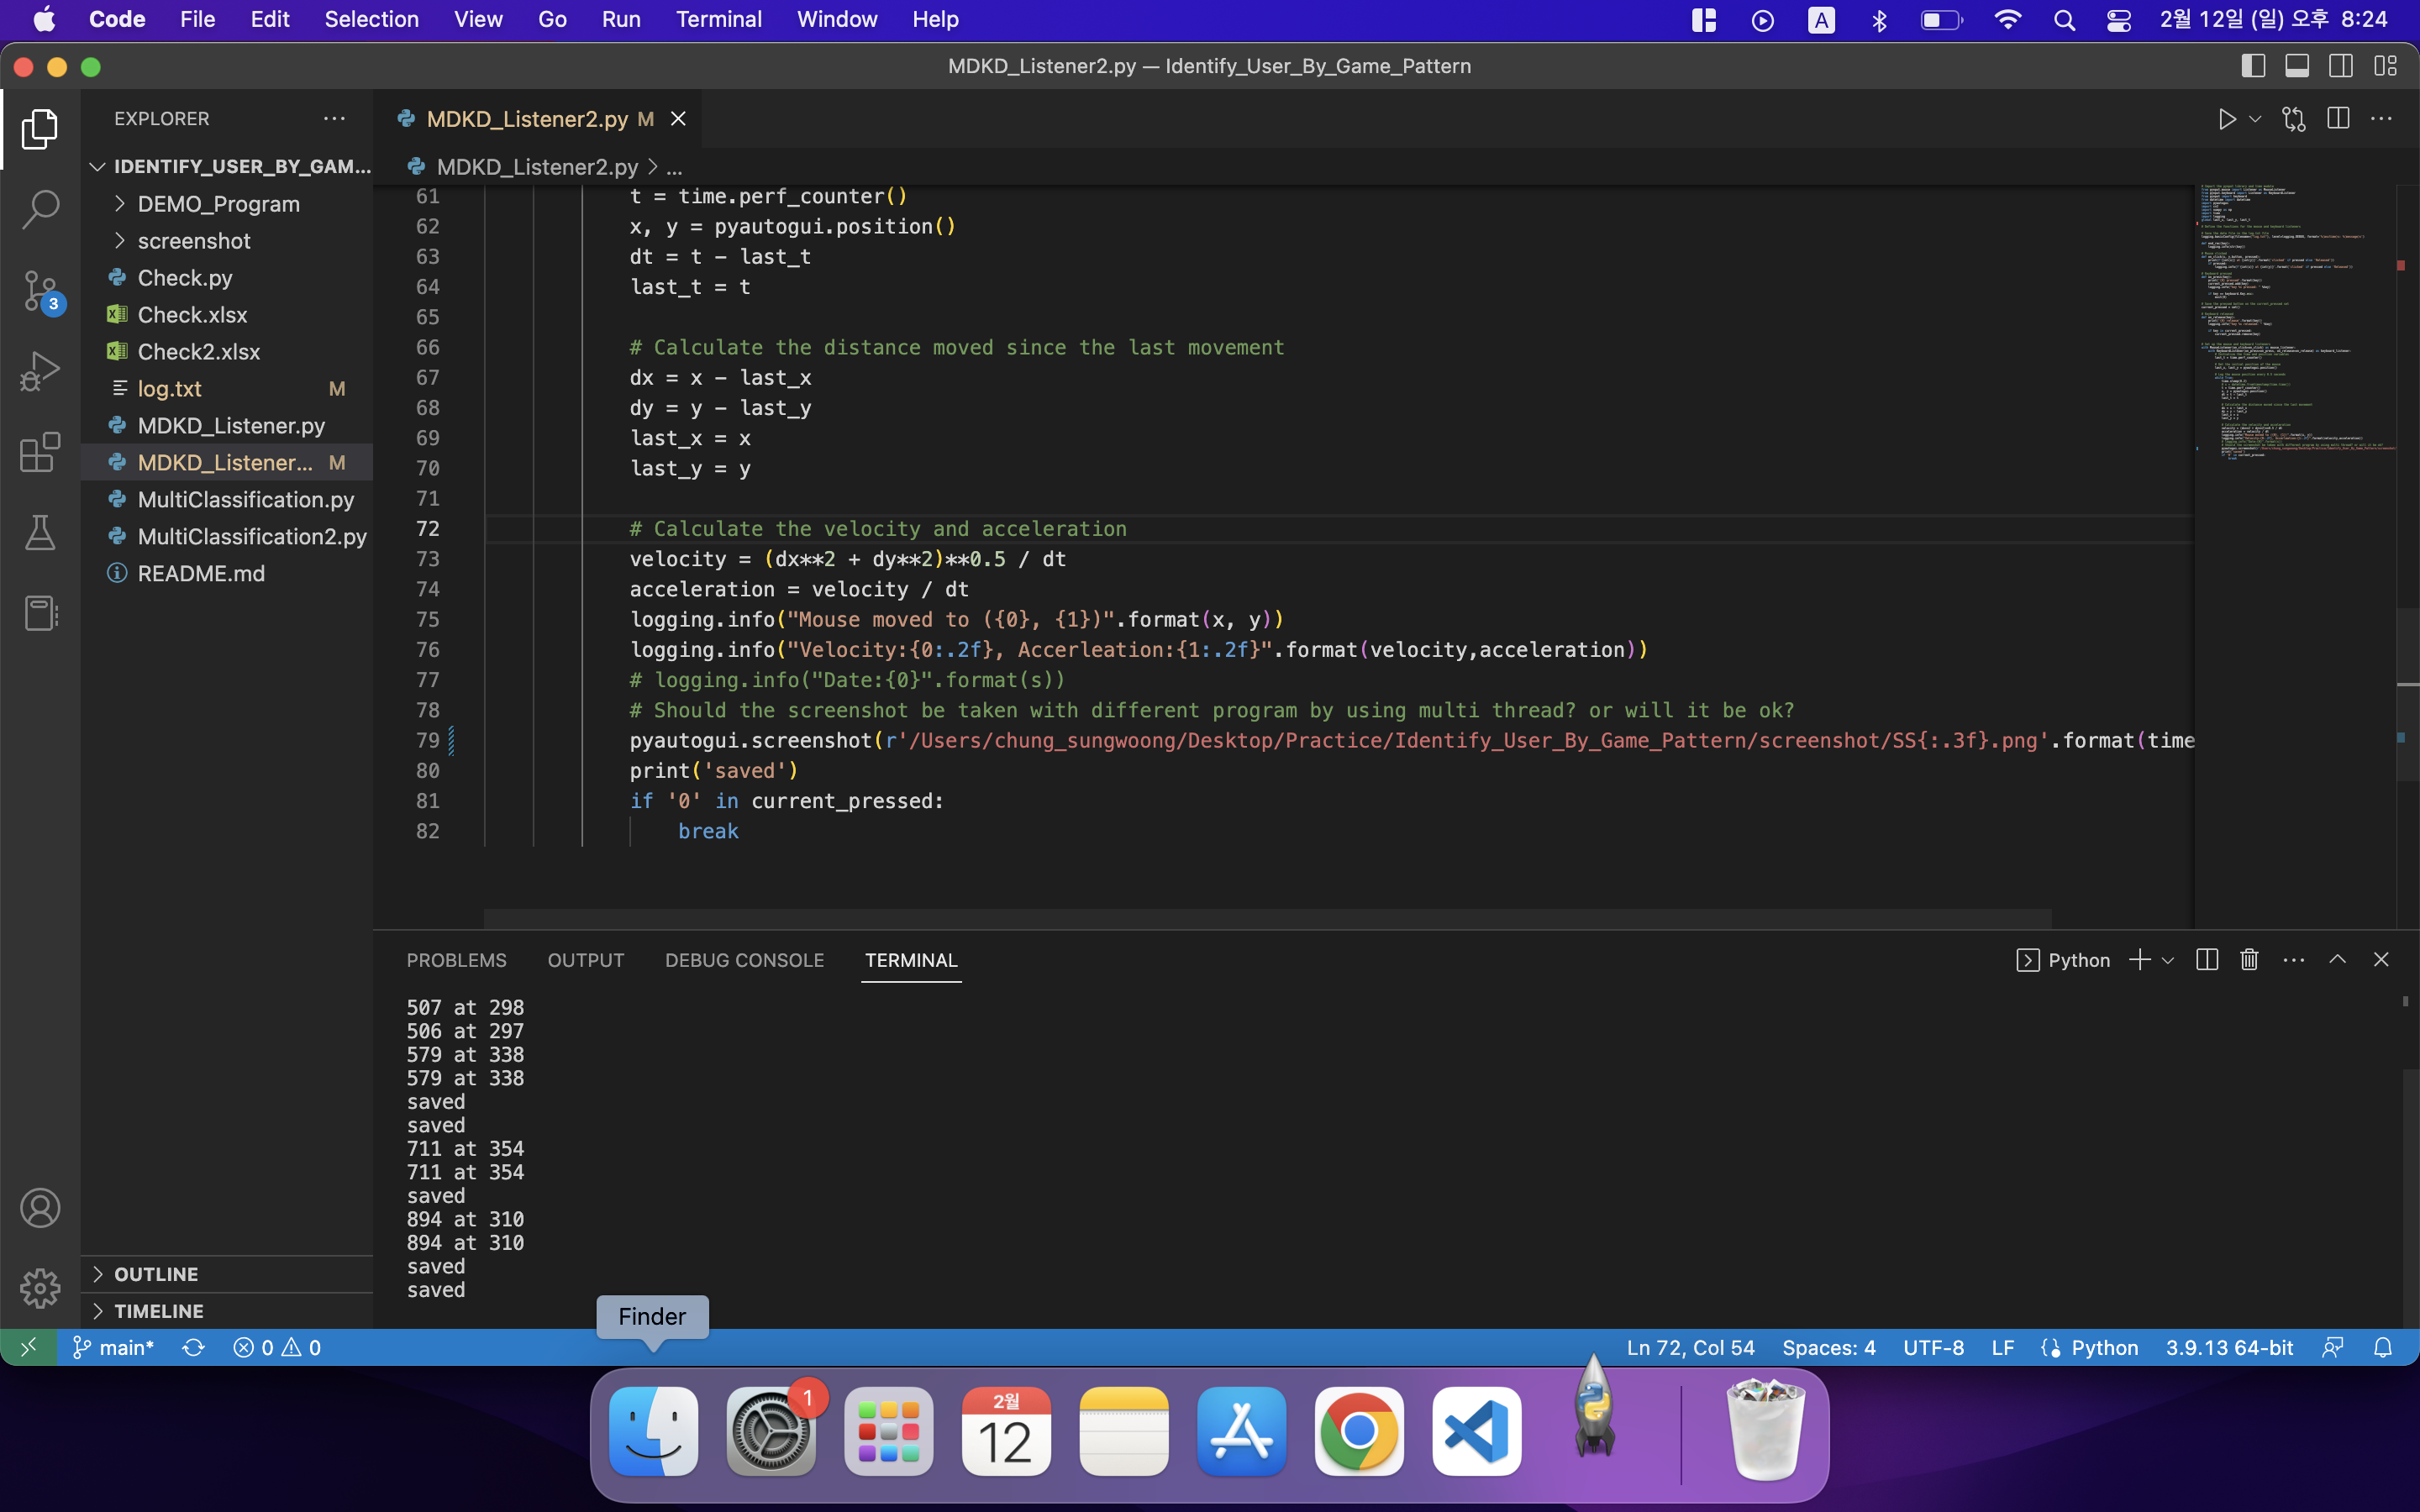 Code File Edit Selection View Go Run Terminal Window Help A 2월 12일 (일) 오후 8:24
MDKD_Listener2.py — Identify_User_By_Game_Pattern
EXPLORER
IDENTIFY_USER_BY_GAM...
DEMO_Program
screenshot
Check.py
Check.xlsx
Check2.xlsx
log.txt M
MDKD_Listener.py
MDKD_Listener... M
MultiClassification.py
MultiClassification2.py
README.md
OUTLINE
TIMELINE
3
MDKD_Listener2.py M
MDKD_Listener2.py > ...
61 t = time.perf_counter()
62 x, y = pyautogui.position()
63 dt = t - last_t
64 last_t = t
65
66 # Calculate the distance moved since the last movement
67 dx = x - last_x
68 dy = y - last_y
69 last_x = x
70 last_y = y
71
72 # Calculate the velocity and acceleration
73 velocity = (dx**2 + dy**2)**0.5 / dt
74 acceleration = velocity / dt
75 logging.info("Mouse moved to ({0}, {1})".format(x, y))
76 logging.info("Velocity:{0:.2f}, Accerleation:{1:.2f}".format(velocity,acceleration))
77 # logging.info("Date:{0}".format(s))
78 # Should the screenshot be taken with different program by using multi thread? or will it be ok?
79 pyautogui.screenshot(r'/Users/chung_sungwoong/Desktop/Practice/Identify_User_By_Game_Pattern/screenshot/SS{:.3f}.png'.format(time
80 print('saved')
81 if '0' in current_pressed:
82 break
PROBLEMS OUTPUT DEBUG CONSOLE TERMINAL Python
507 at 298
506 at 297
579 at 338
579 at 338
saved
saved
711 at 354
711 at 354
saved
894 at 310
894 at 310
saved
saved
Finder
main* 0 0 Ln 72, Col 54 Spaces: 4 UTF-8 LF Python 3.9.13 64-bit
1
2월
12